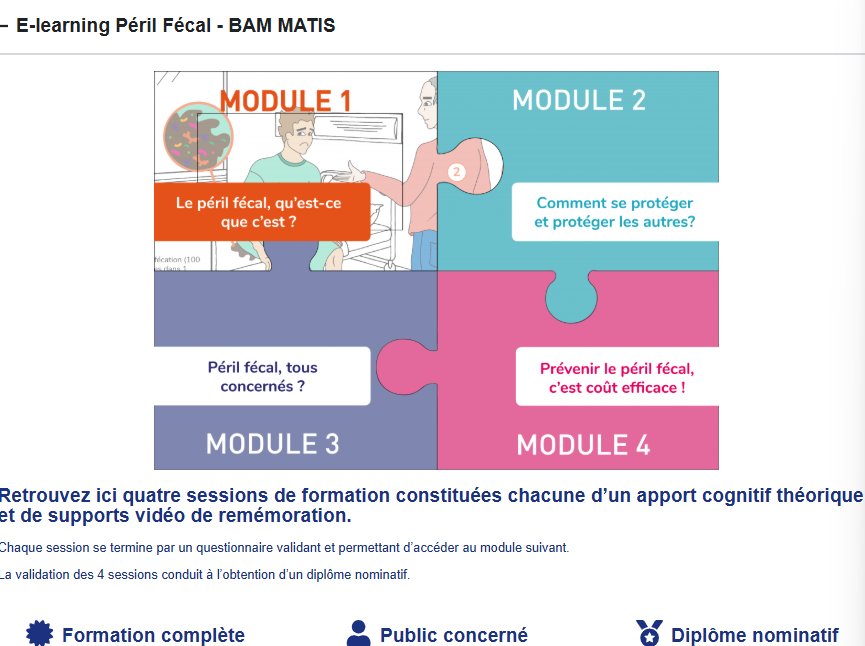 – E-learning Péril Fécal - BAM MATIS
MODULE 1
MODULE 2
2
Le péril fécal, qu'est-ce
que c'est ?
Comment se protéger
et protéger les autres?
(100
dans 1
Péril fécal, tous
concernés ?
Prévenir le péril fécal,
c'est coût efficace !
MODULE 3
MODULE 4
Retrouvez ici quatre sessions de formation constituées chacune d'un apport cognitif théorique
et de supports vidéo de remémoration.
Chaque session se termine par un questionnaire validant et permettant d'accéder au module suivant.
La validation des 4 sessions conduit à l'obtention d'un diplôme nominatif.
Formation complète
Public concerné
Diplôme nominatif